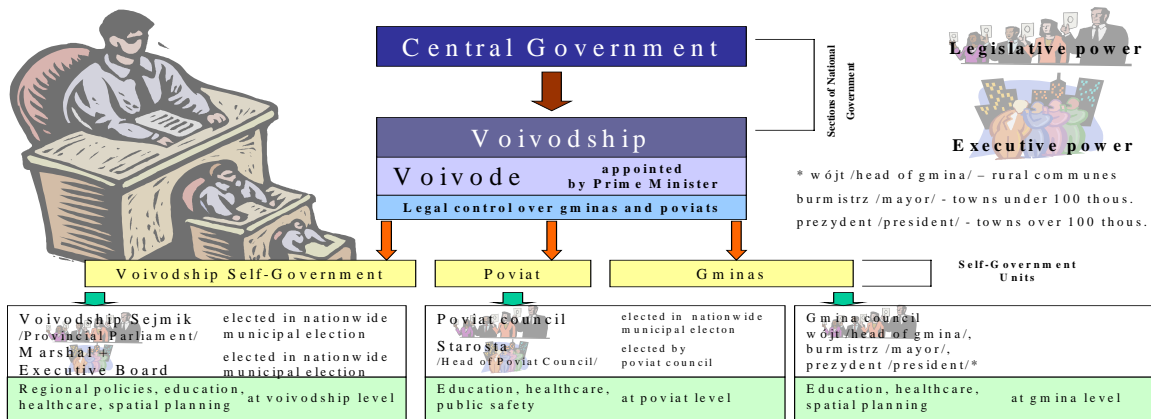 Central Government
Sections of National
Government
Legislative power
Executive power
Voivodship
Voivode
appointed
by Prime Minister
Legal control over gminas and poviats
* wójt /head of gmina/ – rural communes
burmistrz /mayor/ - towns under 100 thous.
prezydent /president/ - towns over 100 thous.
Voivodship Self-Government
Poviat
Gminas
Self-Government
Units
Voivodship Sejmik
/Provincial Parliament/
elected in nationwide
municipal election
Marshal +
Executive Board
elected in nationwide
municipal election
Regional policies, education,
healthcare, spatial planning
at voivodship level
Poviat council
elected in nationwide
municipal electon
Starosta
/Head of Poviat Council/
elected by
poviat council
Education, healthcare,
public safety
at poviat level
Gmina council
wójt /head of gmina/,
burmistrz /mayor/,
prezydent /president/*
Education, healthcare,
spatial planning
at gmina level